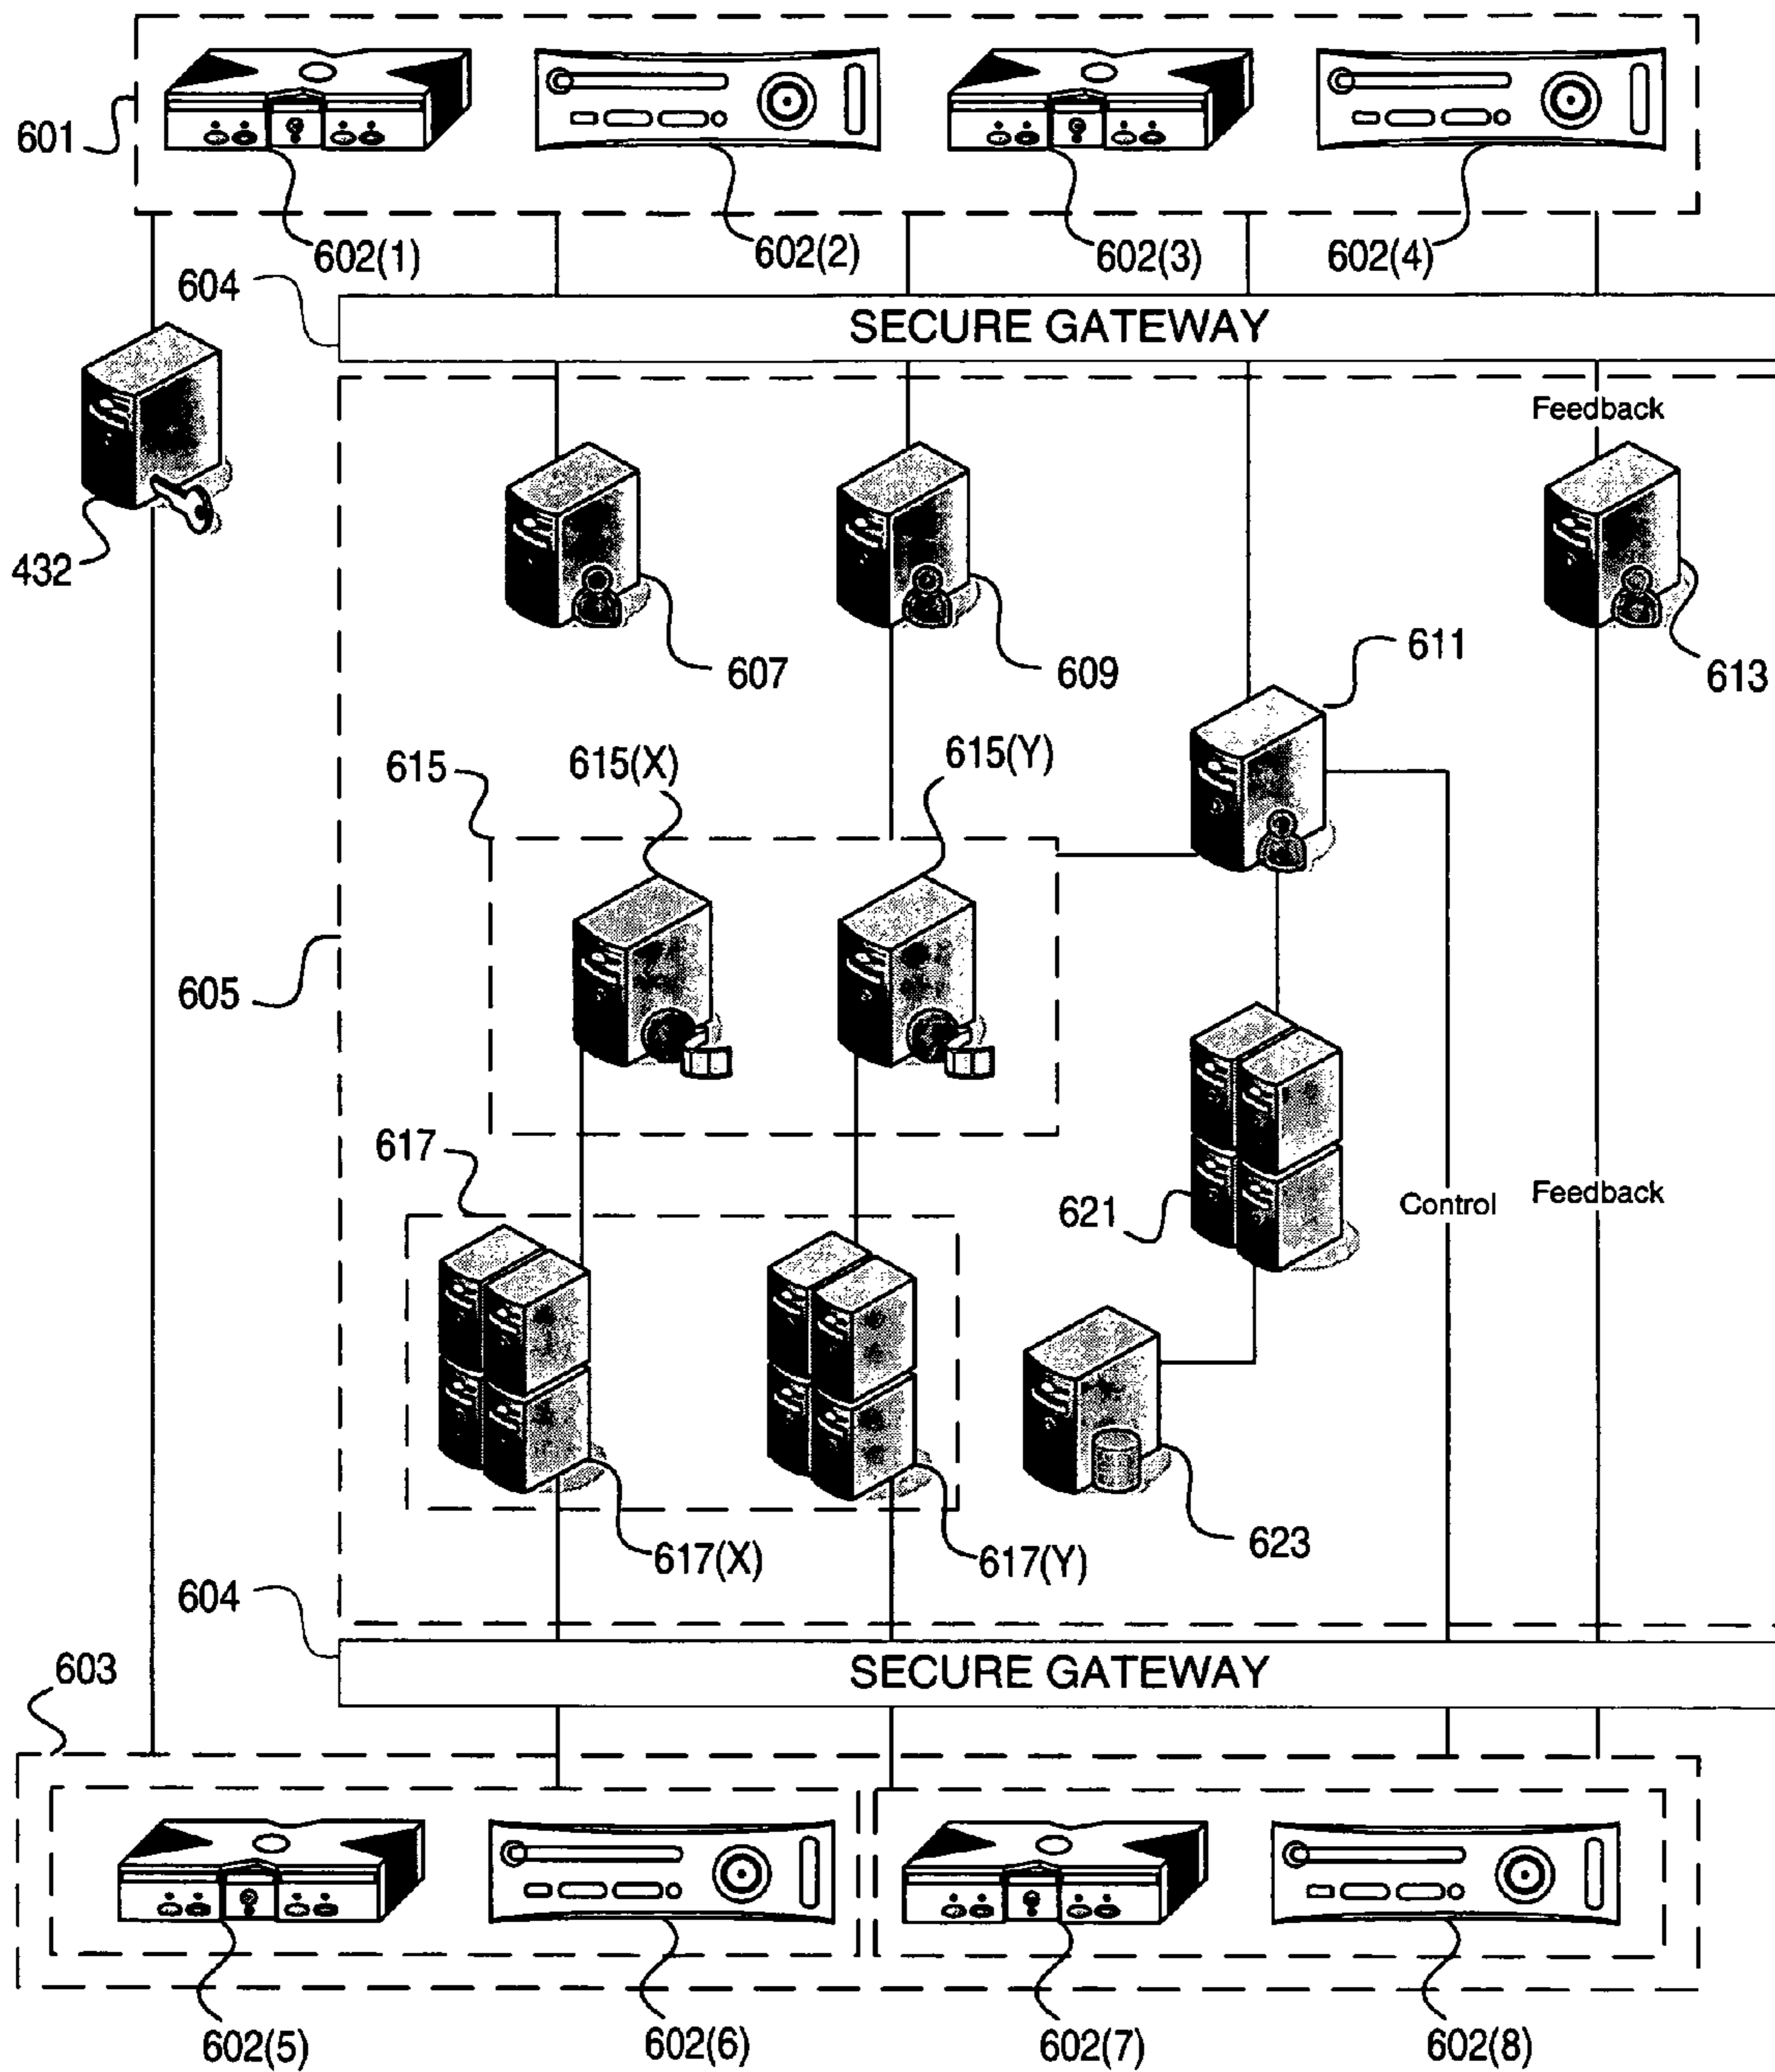 601
602(1)
602(2)
602(3)
602(4)
604
SECURE GATEWAY
Feedback
432
607
609
611
613
615
615(X)
615(Y)
605
617
621
Control
Feedback
617(X)
617(Y)
623
604
SECURE GATEWAY
603
602(5)
602(6)
602(7)
602(8)